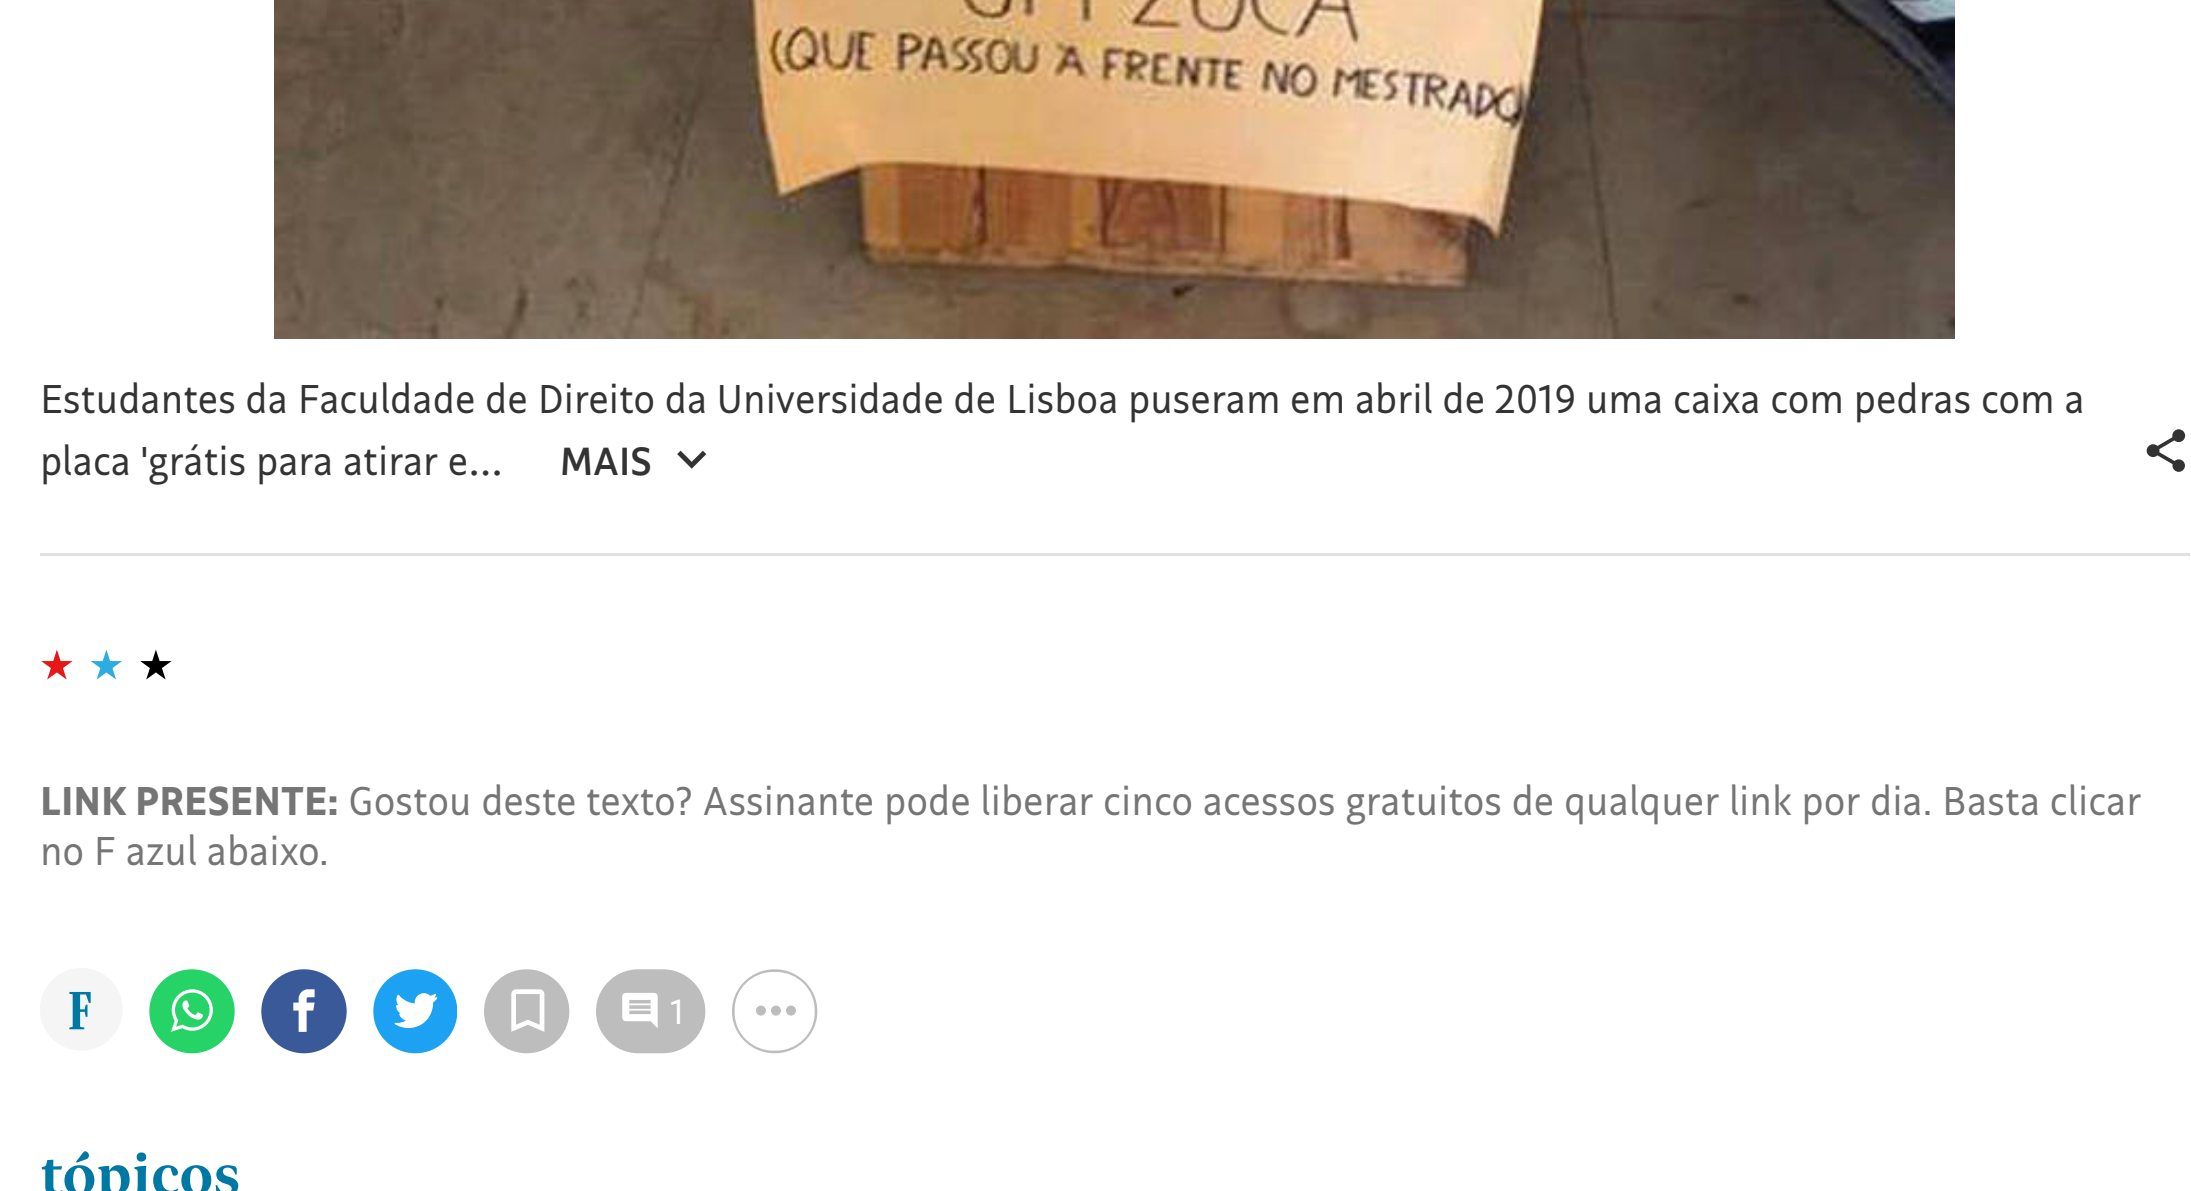 ZUCA
(QUE PASSOU À FRENTE NO MESTRADO)
Estudantes da Faculdade de Direito da Universidade de Lisboa puseram em abril de 2019 uma caixa com pedras com a
placa 'grátis para atirar e... MAIS
LINK PRESENTE: Gostou deste texto? Assinante pode liberar cinco acessos gratuitos de qualquer link por dia. Basta clicar
no F azul abaixo.
F f 1
tópicos